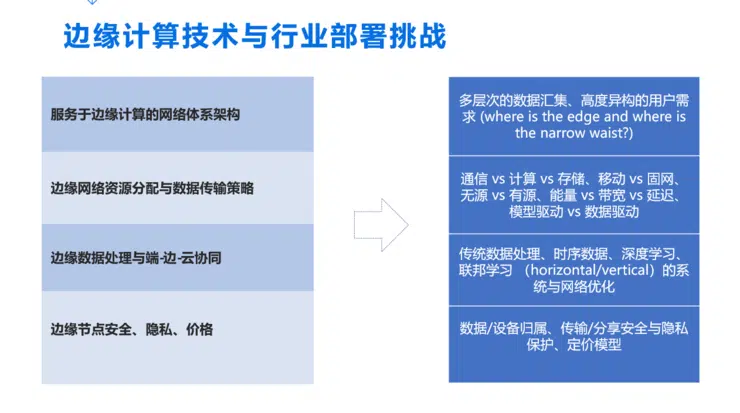 边缘计算技术与行业部署挑战
服务于边缘计算的网络体系架构
边缘网络资源分配与数据传输策略
边缘数据处理与端-边-云协同
边缘节点安全、隐私、价格
多层次的数据汇集、高度异构的用户需
求 (where is the edge and where is
the narrow waist?)
通信 vs 计算 vs 存储、移动 vs 固网、
无源 vs 有源、能量 vs 带宽 vs 延迟、
模型驱动 vs 数据驱动
传统数据处理、时序数据、深度学习、
联邦学习 （horizontal/vertical）的系
统与网络优化
数据/设备归属、传输/分享安全与隐私
保护、定价模型